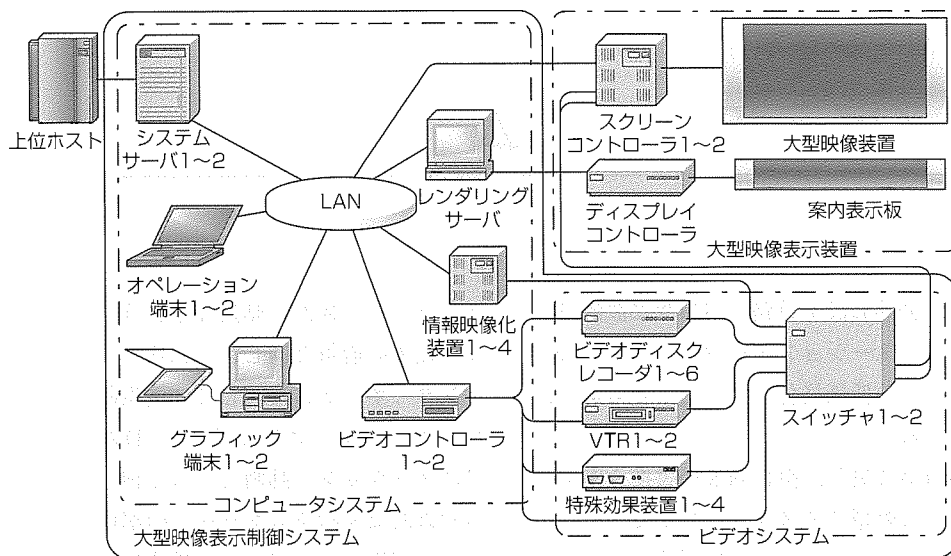 上位ホスト
システム
サーバ1～2
LAN
オペレーション
端末1～2
グラフィック
端末1～2
ビデオコントローラ
1～2
情報映像化
装置1～4
レンダリング
サーバ
コンピュータシステム
大型映像表示制御システム
スクリーン
コントローラ1～2
大型映像装置
ディスプレイ
コントローラ
案内表示板
大型映像表示装置
ビデオディスク
レコーダ1～6
VTR1～2
特殊効果装置1～4
スイッチャ1～2
ビデオシステム